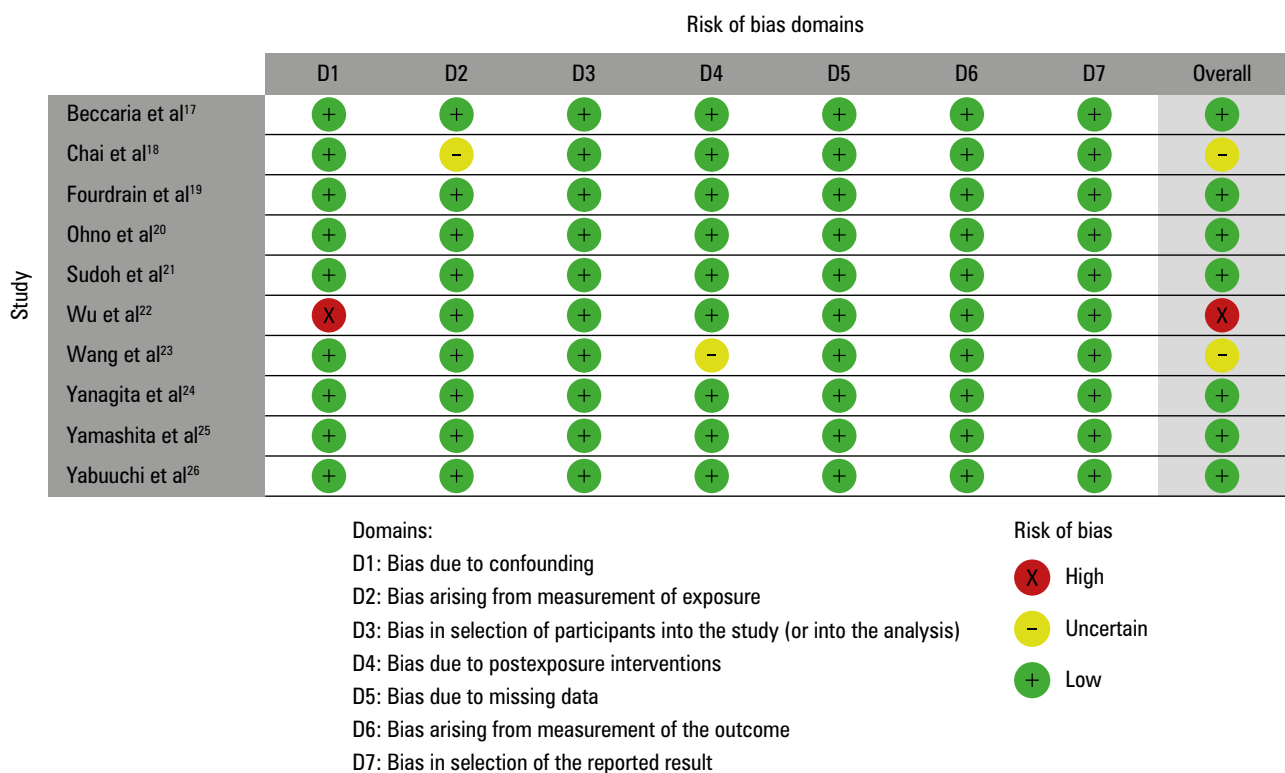 Risk of bias domains
D1 D2 D3 D4 D5 D6 D7 Overall
Study
Beccaria et al¹⁷ + + + + + + + +
Chai et al¹⁸ + − + + + + + −
Fourdrain et al¹⁹ + + + + + + + +
Ohno et al²⁰ + + + + + + + +
Sudoh et al²¹ + + + + + + + +
Wu et al²² X + + + + + + X
Wang et al²³ + + + − + + + −
Yanagita et al²⁴ + + + + + + + +
Yamashita et al²⁵ + + + + + + + +
Yabuuchi et al²⁶ + + + + + + + +
Domains:
D1: Bias due to confounding
D2: Bias arising from measurement of exposure
D3: Bias in selection of participants into the study (or into the analysis)
D4: Bias due to postexposure interventions
D5: Bias due to missing data
D6: Bias arising from measurement of the outcome
D7: Bias in selection of the reported result
Risk of bias
X High
− Uncertain
+ Low